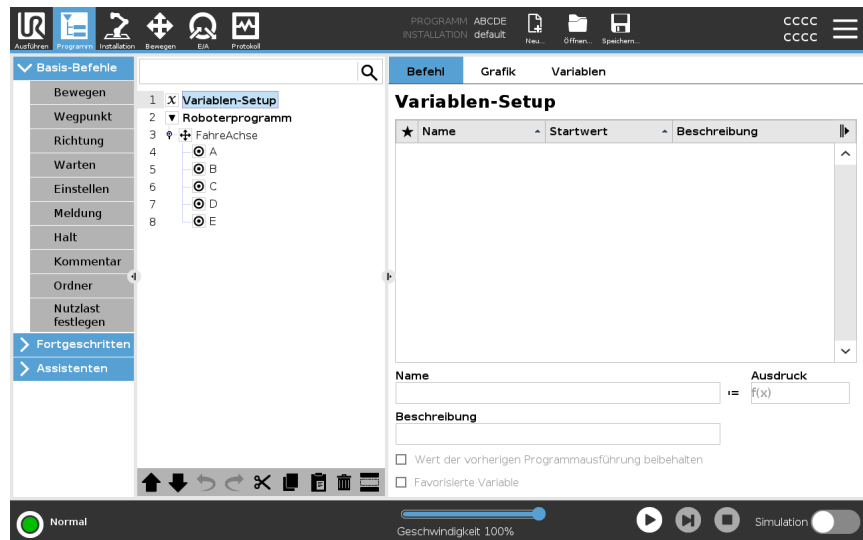 UR
PROGRAMM ABCDE
INSTALLATION default
CCCC
CCCC
Ausführen Programm Installation Bewegen E/A Protokoll Neu... Öffnen... Speichern...
Basis-Befehle
Bewegen
Wegpunkt
Richtung
Warten
Einstellen
Meldung
Halt
Kommentar
Ordner
Nutzlast
festlegen
Fortgeschritten
Assistenten
1 X Variablen-Setup
2 Roboterprogramm
3 FahreAchse
4 A
5 B
6 C
7 D
8 E
Befehl Grafik Variablen
Variablen-Setup
Name Startwert Beschreibung
Name Ausdruck
:= f(x)
Beschreibung
Wert der vorherigen Programmausführung beibehalten
Favorisierte Variable
Normal
Geschwindigkeit 100%
Simulation